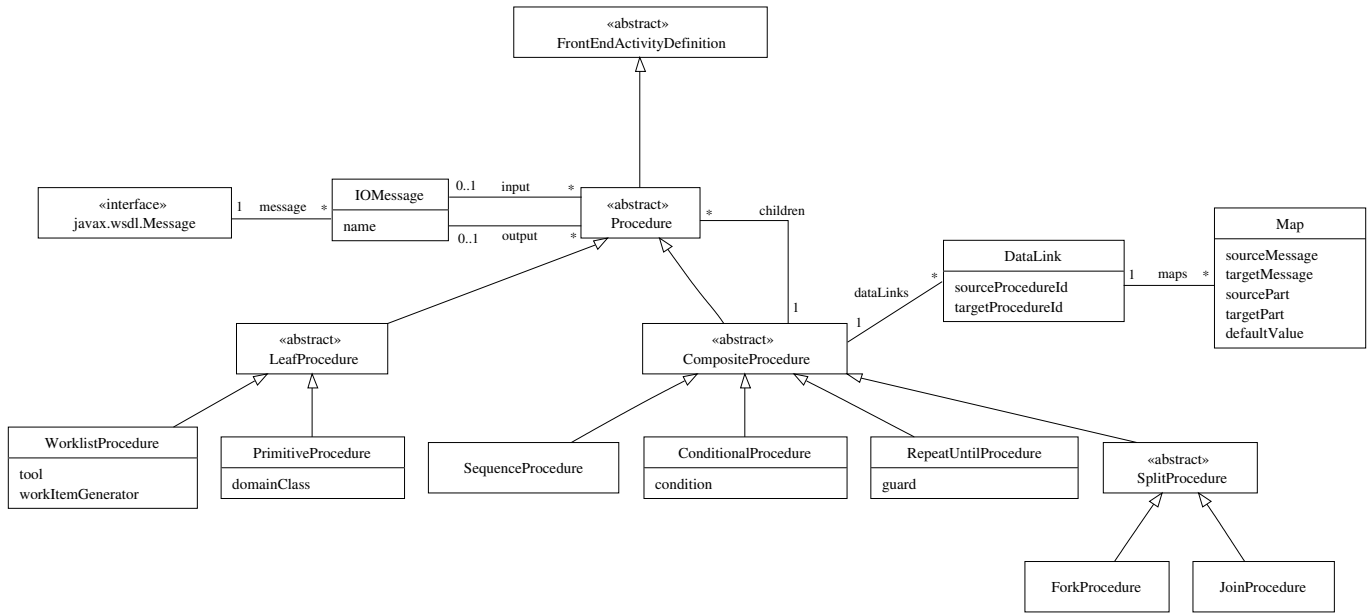 «abstract»
FrontEndActivityDefinition
«interface»
javax.wsdl.Message
1
message
*
IOMessage
name
0..1
input
*
0..1
output
*
«abstract»
Procedure
*
children
1
dataLinks
*
1
DataLink
sourceProcedureId
targetProcedureId
1
maps
*
Map
sourceMessage
targetMessage
sourcePart
targetPart
defaultValue
«abstract»
LeafProcedure
«abstract»
CompositeProcedure
WorklistProcedure
tool
workItemGenerator
PrimitiveProcedure
domainClass
SequenceProcedure
ConditionalProcedure
condition
RepeatUntilProcedure
guard
«abstract»
SplitProcedure
ForkProcedure
JoinProcedure